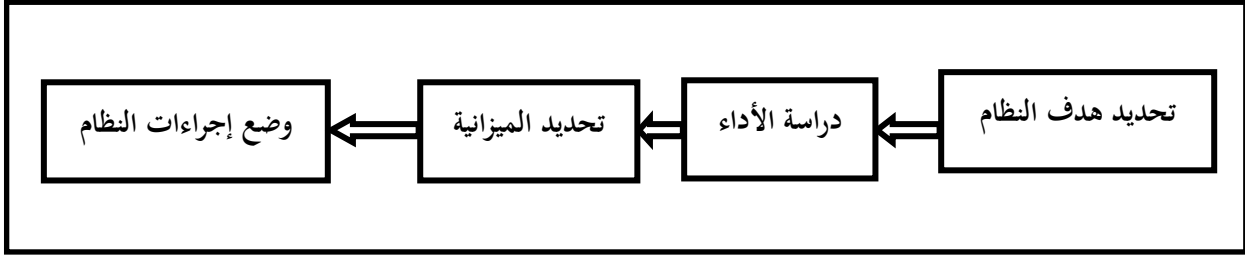 تحديد هدف النظام
دراسة الأداء
تحديد الميزانية
وضع إجراءات النظام